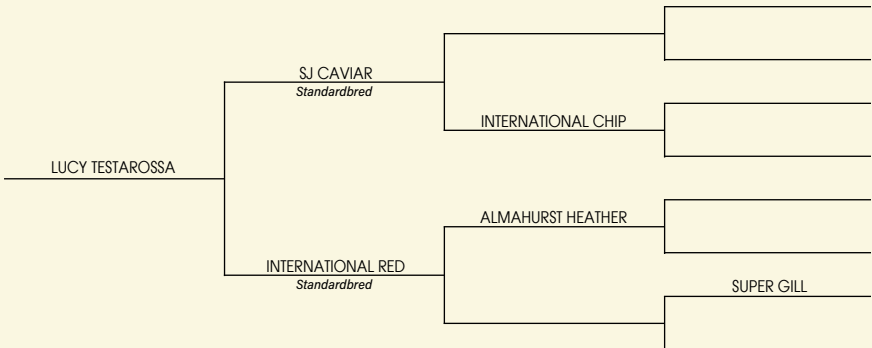 SJ CAVIAR
Standardbred
INTERNATIONAL CHIP
LUCY TESTAROSSA
ALMAHURST HEATHER
INTERNATIONAL RED
Standardbred
SUPER GILL